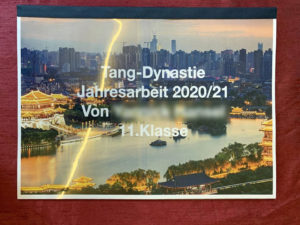 Tang-Dynastie
Jahresarbeit 2020/21
Von
11.Klasse